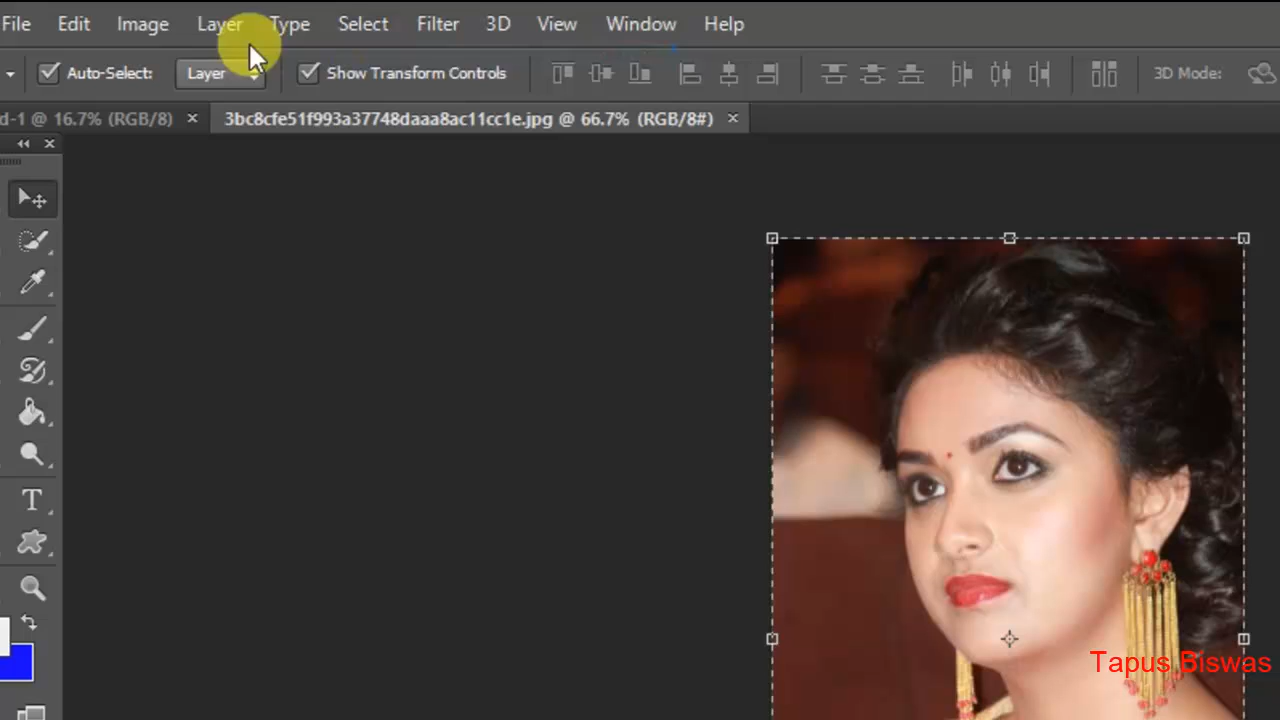 File Edit Image Layer Type Select Filter 3D View Window Help
Auto-Select: Layer Show Transform Controls 3D Mode:
d-1 @ 16.7% (RGB/8) × 3bc8cfe51f993a37748daaa8ac11cc1e.jpg @ 66.7% (RGB/8#) ×
T
Tapus Biswas